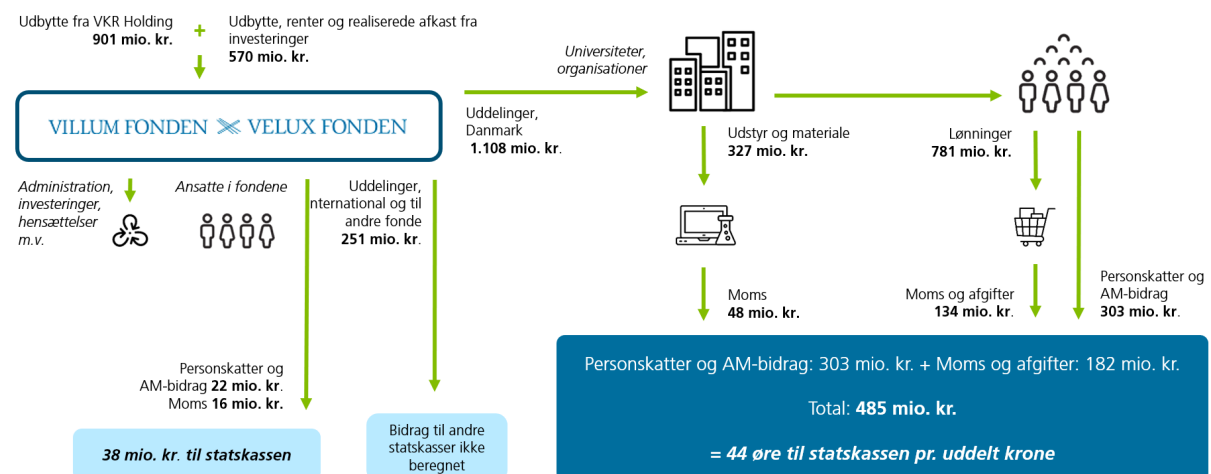 Udbytte fra VKR Holding
901 mio. kr.
+
Udbytte, renter og realiserede afkast fra
investeringer
570 mio. kr.
VILLUM FONDEN VELUX FONDEN
Universiteter,
organisationer
Uddelinger,
Danmark
1.108 mio. kr.
Udstyr og materiale
327 mio. kr.
Lønninger
781 mio. kr.
Administration,
investeringer,
hensættelser
m.v.
Ansatte i fondene
Uddelinger,
nternational og til
andre fonde
251 mio. kr.
Moms
48 mio. kr.
Moms og afgifter
134 mio. kr.
Personskatter og
AM-bidrag
303 mio. kr.
Personskatter og
AM-bidrag 22 mio. kr.
Moms 16 mio. kr.
38 mio. kr. til statskassen
Bidrag til andre
statskasser ikke
beregnet
Personskatter og AM-bidrag: 303 mio. kr. + Moms og afgifter: 182 mio. kr.
Total: 485 mio. kr.
= 44 øre til statskassen pr. uddelt krone